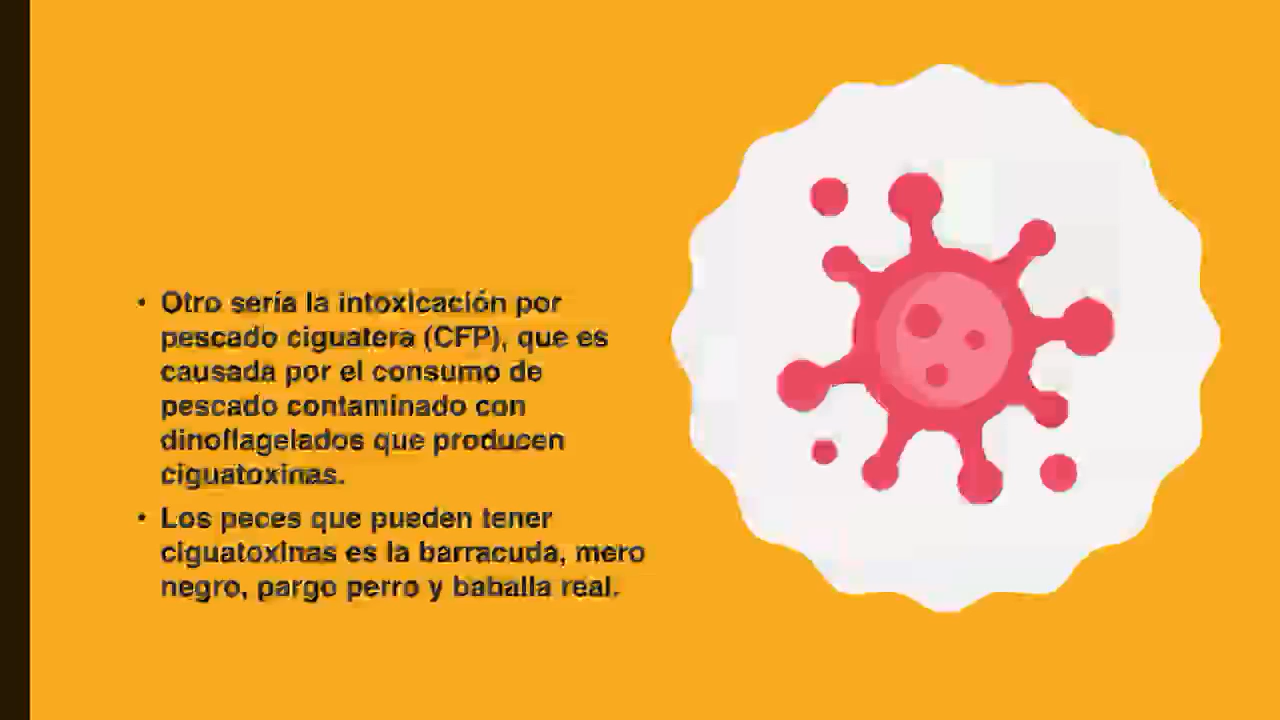 • Otro sería la intoxicación por
pescado ciguatera (CFP), que es
causada por el consumo de
pescado contaminado con
dinoflagelados que producen
ciguatoxinas.
• Los peces que pueden tener
ciguatoxinas es la barracuda, mero
negro, pargo perro y baballa real.